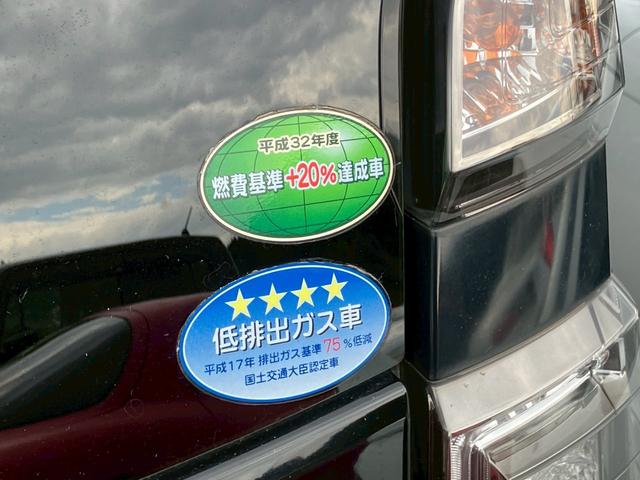 平成32年度
燃費基準+20%達成車
低排出ガス車
平成17年 排出ガス基準 75 %低減
国土交通大臣認定車